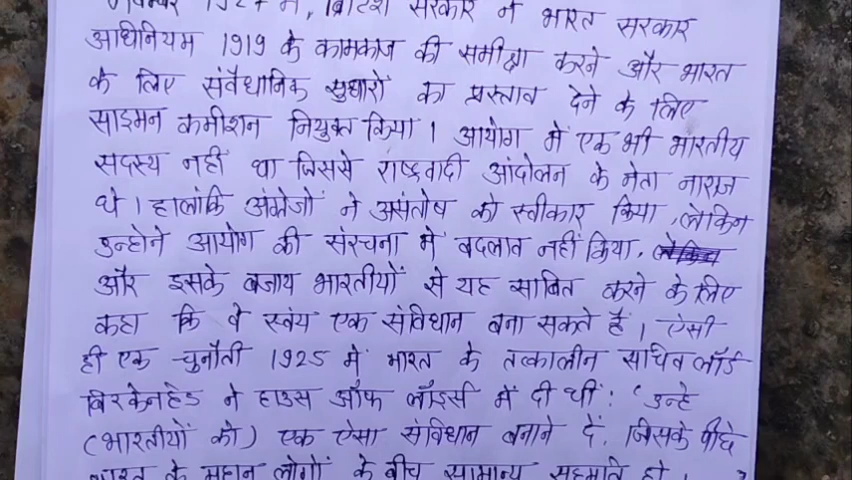 नवम्बर 1927 में, ब्रिटिश सरकार ने भारत सरकार
अधिनियम 1919 के कामकाज की समीक्षा करने और भारत
के लिए संवैधानिक सुधारों का प्रस्ताव देने के लिए
साइमन कमीशन नियुक्त किया । आयोग में एक भी भारतीय
सदस्य नहीं था जिससे राष्ट्रवादी आंदोलन के नेता नाराज
थे । हालांकि अंग्रेजों ने असंतोष को स्वीकार किया, लेकिन
उन्होने आयोग की संरचना में बदलाव नहीं किया,
और इसके बजाय भारतीयों से यह साबित करने के लिए
कहा कि वे स्वंय एक संविधान बना सकते हैं । ऐसी
ही एक चुनौती 1925 में भारत के तत्कालीन सचिव लॉर्ड
बिरकेनहेड ने हाउस ऑफ लॉर्ड्स में दी थी: 'उन्हे
(भारतीयों को) एक ऐसा संविधान बनाने दें, जिसके पीछे
भारत के महान लोगों के बीच सामान्य सहमति हो ।